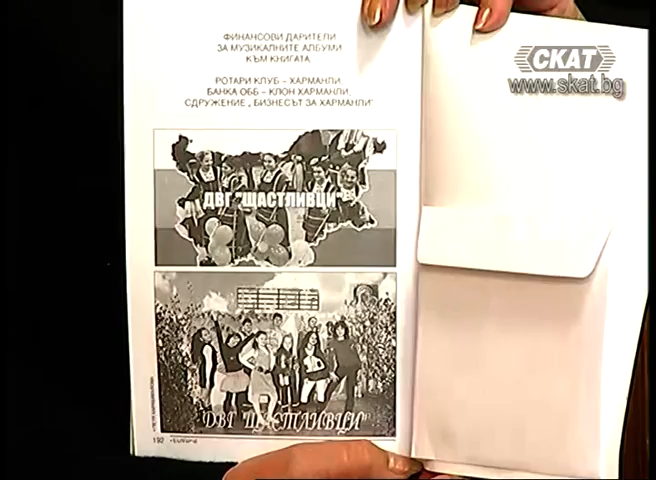 ФИНАНСОВИ ДАРИТЕЛИ
ЗА МУЗИКАЛНИТЕ АЛБУМИ
КЪМ КНИГАТА
РОТАРИ КЛУБ – ХАРМАНЛИ
БАНКА ОББ – КЛОН ХАРМАНЛИ.
СДРУЖЕНИЕ „ БИЗНЕСЪТ ЗА ХАРМАНЛИ"
ДВГ "ЩАСТЛИВЦИ"
ДВГ "ЩАСТЛИВЦИ"
192
СКАТ
www.skat.bg